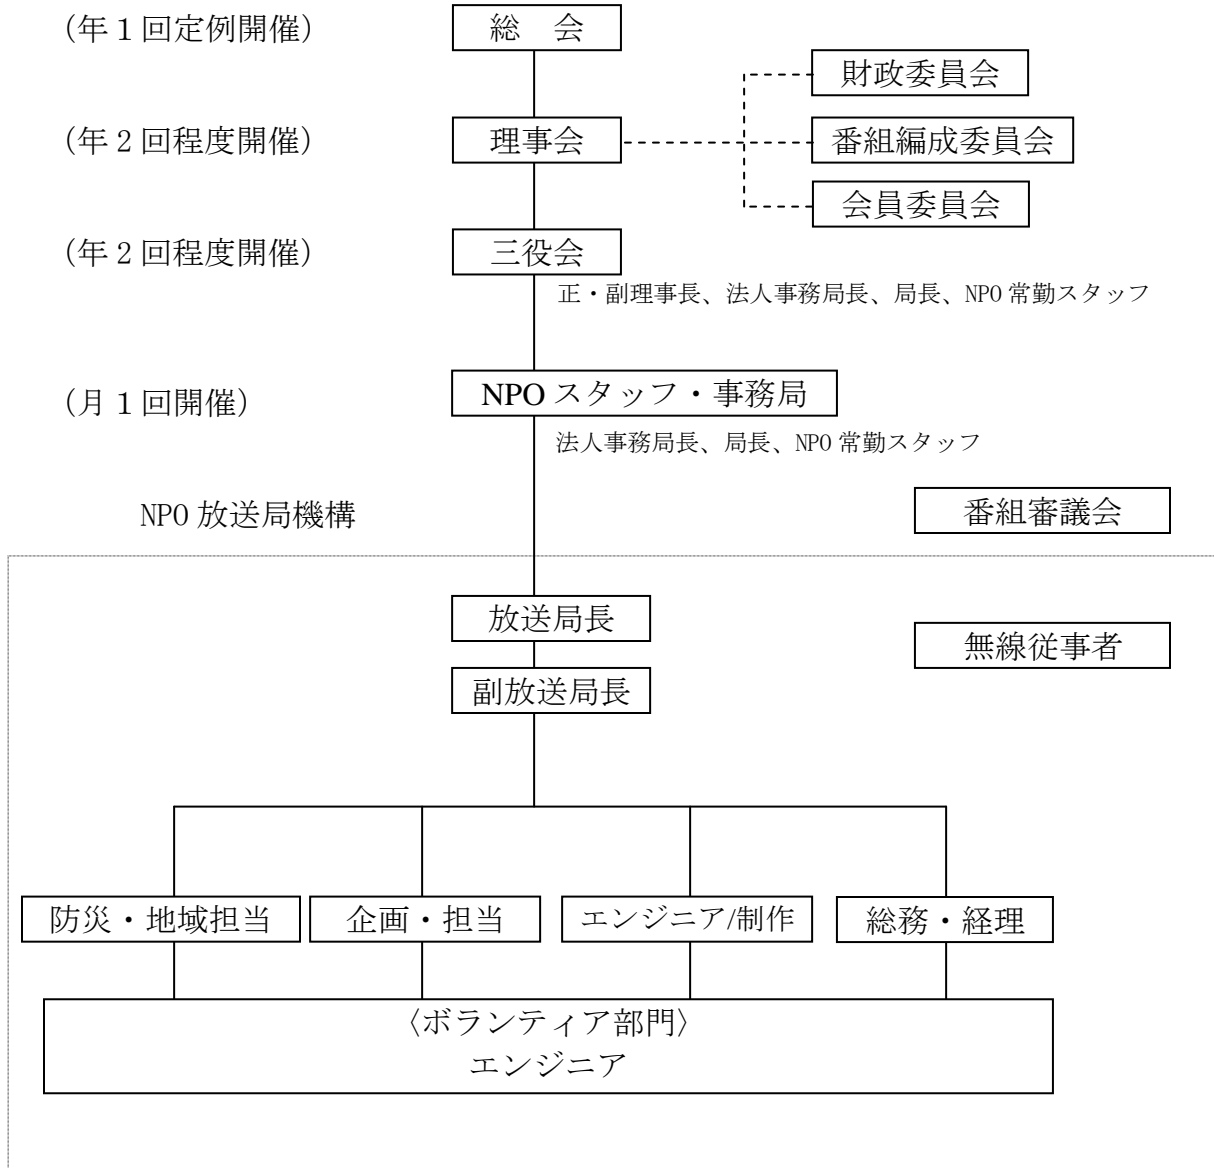 (年１回定例開催)
総　会
財政委員会
(年２回程度開催)
理事会
番組編成委員会
会員委員会
(年２回程度開催)
三役会
正・副理事長、法人事務局長、局長、NPO 常勤スタッフ
(月１回開催)
NPO スタッフ・事務局
法人事務局長、局長、NPO 常勤スタッフ
NPO 放送局機構
番組審議会
放送局長
無線従事者
副放送局長
防災・地域担当
企画・担当
エンジニア/制作
総務・経理
〈ボランティア部門〉
エンジニア